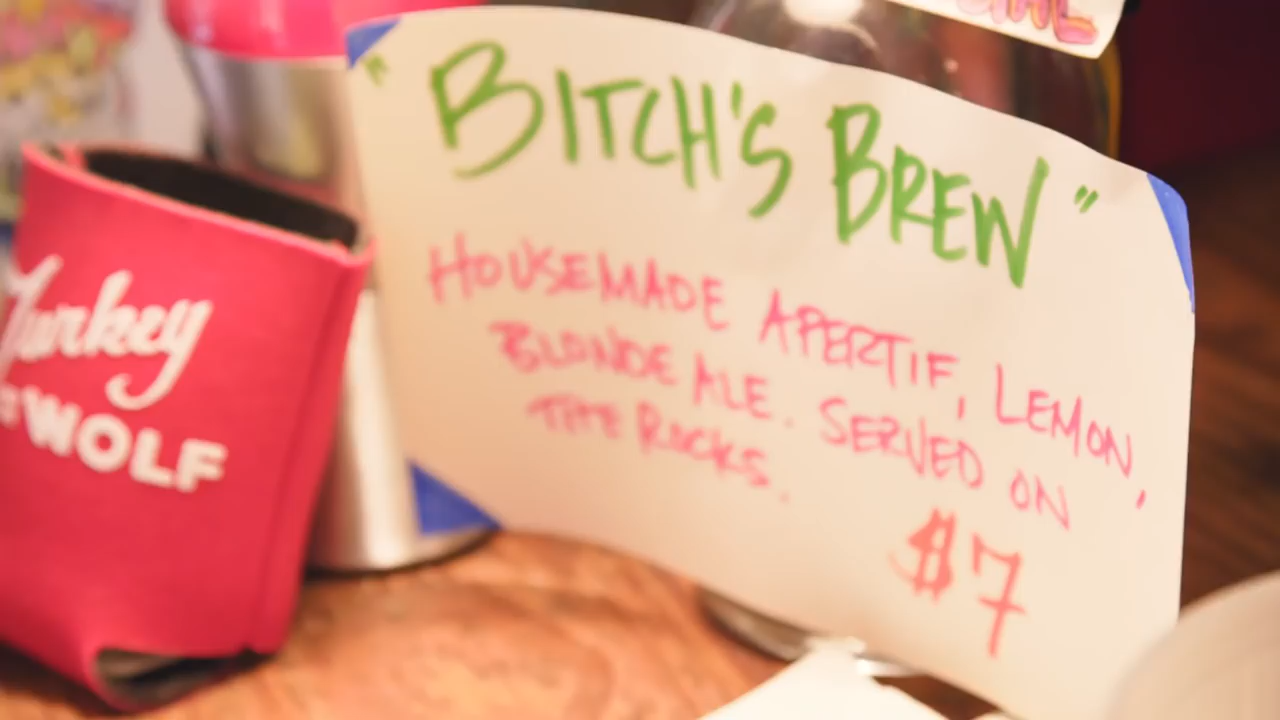 "BITCH'S BREW"
HOUSEMADE APERTIF, LEMON,
BLONDE ALE. SERVED ON
THE ROCKS.
$7
Turkey
WOLF